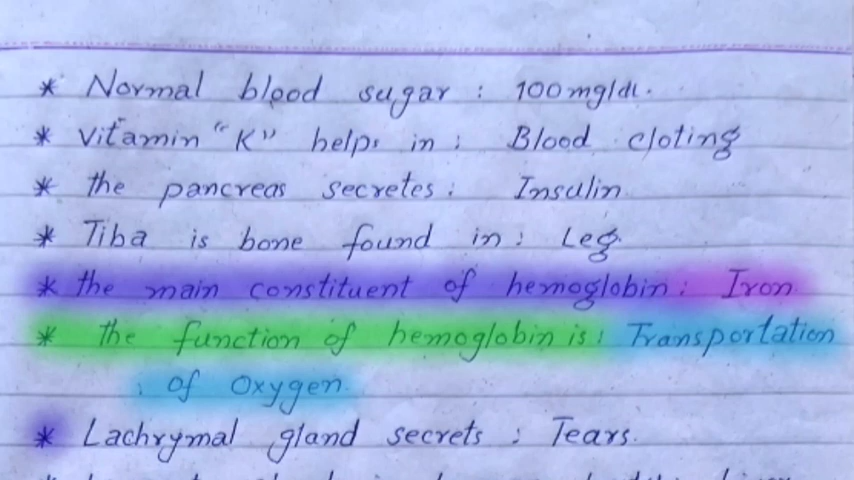 * Normal blood sugar : 100mg/dl.
* vitamin "K" helps in : Blood cloting
* the pancreas secretes : Insulin
* Tiba is bone found in : Leg.
* the main constituent of hemoglobin : Iron.
* the function of hemoglobin is : Transportation
: of Oxygen.
* Lachrymal gland secrets : Tears.